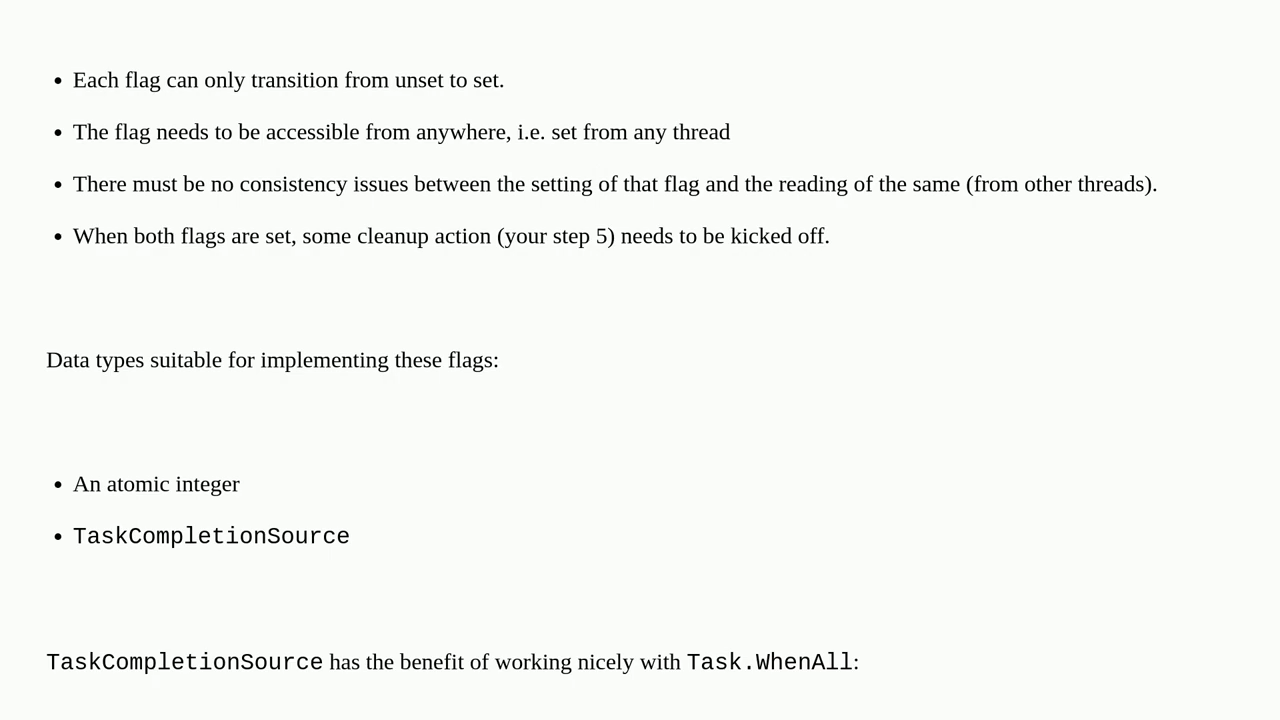 • Each flag can only transition from unset to set.
• The flag needs to be accessible from anywhere, i.e. set from any thread
• There must be no consistency issues between the setting of that flag and the reading of the same (from other threads).
• When both flags are set, some cleanup action (your step 5) needs to be kicked off.
Data types suitable for implementing these flags:
• An atomic integer
• TaskCompletionSource
TaskCompletionSource has the benefit of working nicely with Task.WhenAll: